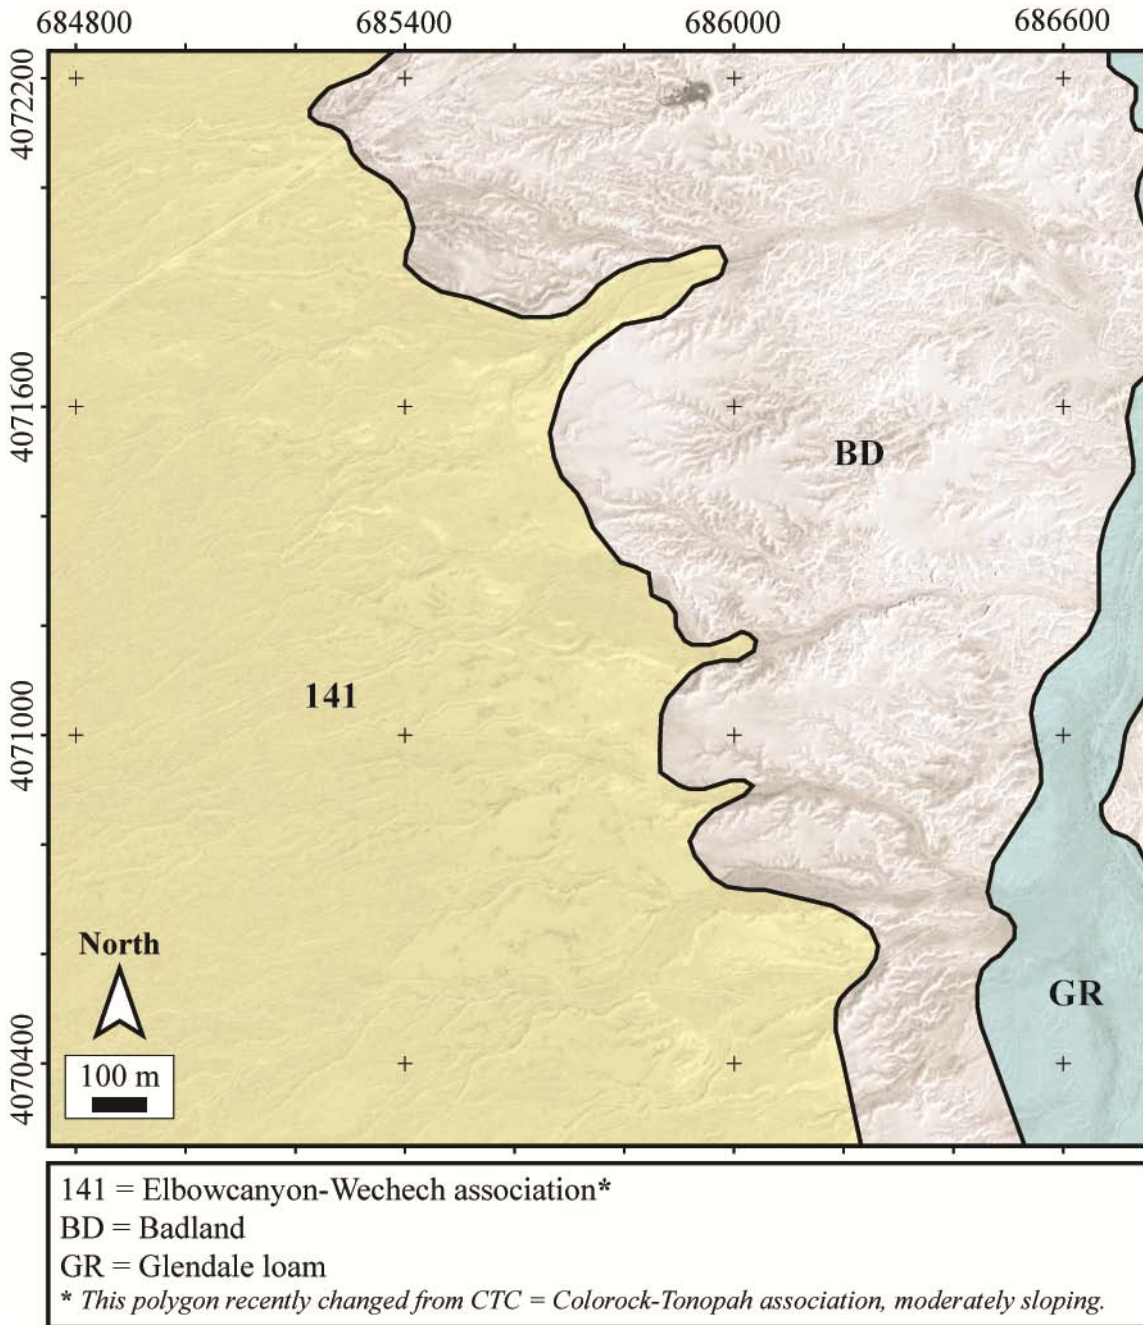 684800 685400 686000 686600
4072200
4071600
BD
141
4071000
North
GR
100 m
4070400
141 = Elbowcanyon-Wechech association*
BD = Badland
GR = Glendale loam
* This polygon recently changed from CTC = Colorock-Tonopah association, moderately sloping.